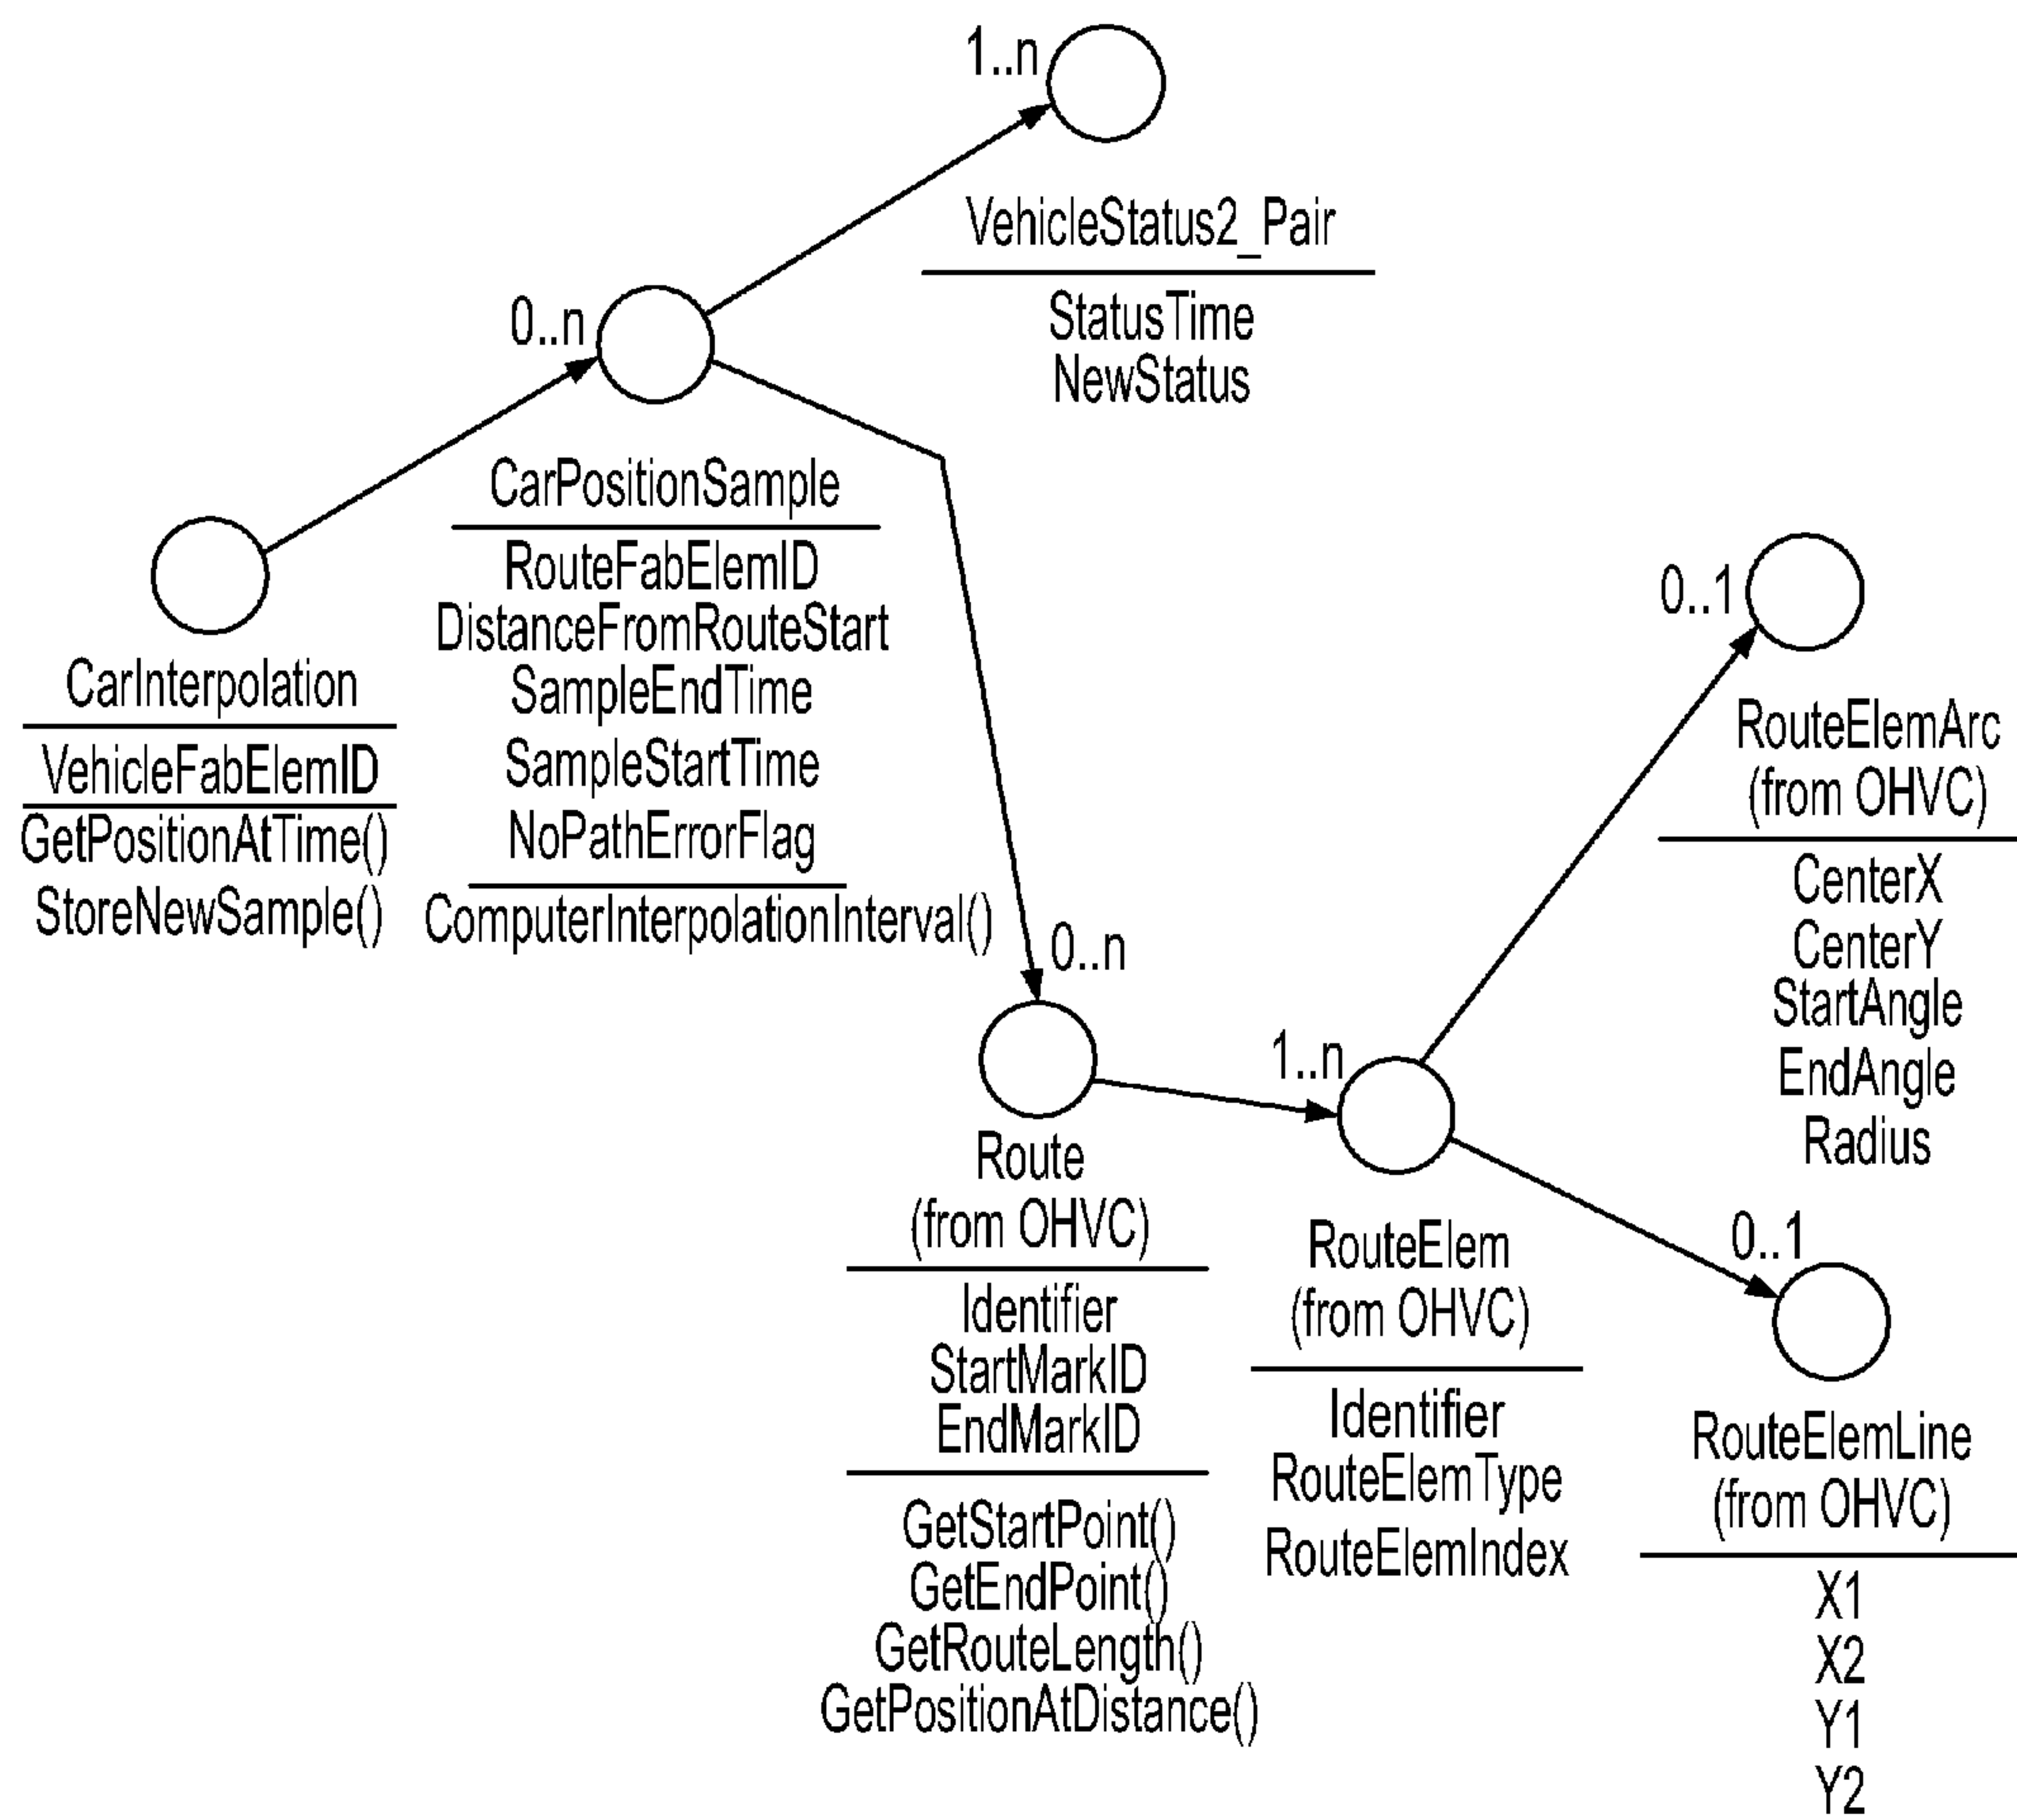 1..n
VehicleStatus2_Pair
StatusTime
NewStatus
0..n
CarPositionSample
RouteFabElemID
DistanceFromRouteStart
SampleEndTime
SampleStartTime
NoPathErrorFlag
ComputerInterpolationInterval()
CarInterpolation
VehicleFabElemID
GetPositionAtTime()
StoreNewSample()
0..n
Route
(from OHVC)
Identifier
StartMarkID
EndMarkID
GetStartPoint()
GetEndPoint()
GetRouteLength()
GetPositionAtDistance()
1..n
RouteElem
(from OHVC)
Identifier
RouteElemType
RouteElemIndex
0..1
RouteElemArc
(from OHVC)
CenterX
CenterY
StartAngle
EndAngle
Radius
0..1
RouteElemLine
(from OHVC)
X1
X2
Y1
Y2